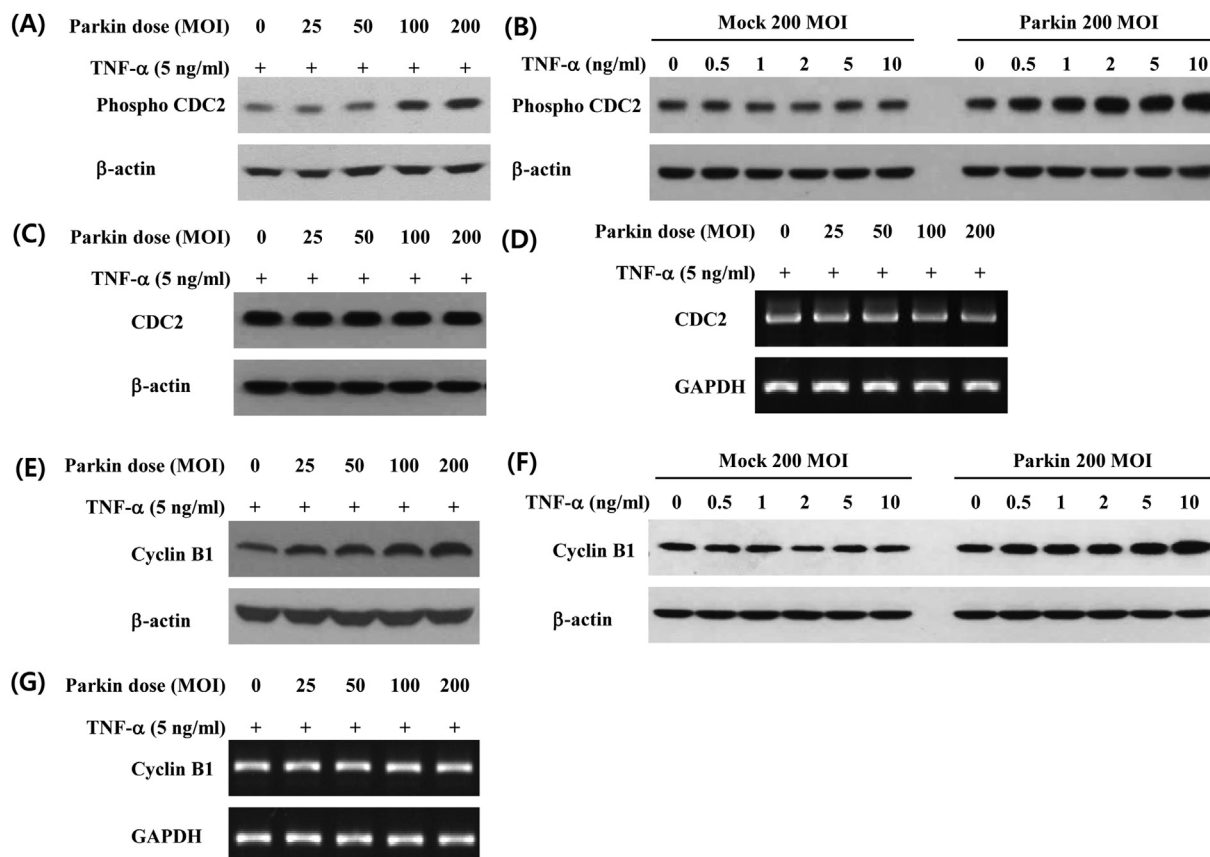 (A) Parkin dose (MOI) 0 25 50 100 200
TNF-α (5 ng/ml) + + + + +
Phospho CDC2
β-actin
(B) Mock 200 MOI Parkin 200 MOI
TNF-α (ng/ml) 0 0.5 1 2 5 10 0 0.5 1 2 5 10
Phospho CDC2
β-actin
(C) Parkin dose (MOI) 0 25 50 100 200
TNF-α (5 ng/ml) + + + + +
CDC2
β-actin
(D) Parkin dose (MOI) 0 25 50 100 200
TNF-α (5 ng/ml) + + + + +
CDC2
GAPDH
(E) Parkin dose (MOI) 0 25 50 100 200
TNF-α (5 ng/ml) + + + + +
Cyclin B1
β-actin
(F) Mock 200 MOI Parkin 200 MOI
TNF-α (ng/ml) 0 0.5 1 2 5 10 0 0.5 1 2 5 10
Cyclin B1
β-actin
(G) Parkin dose (MOI) 0 25 50 100 200
TNF-α (5 ng/ml) + + + + +
Cyclin B1
GAPDH